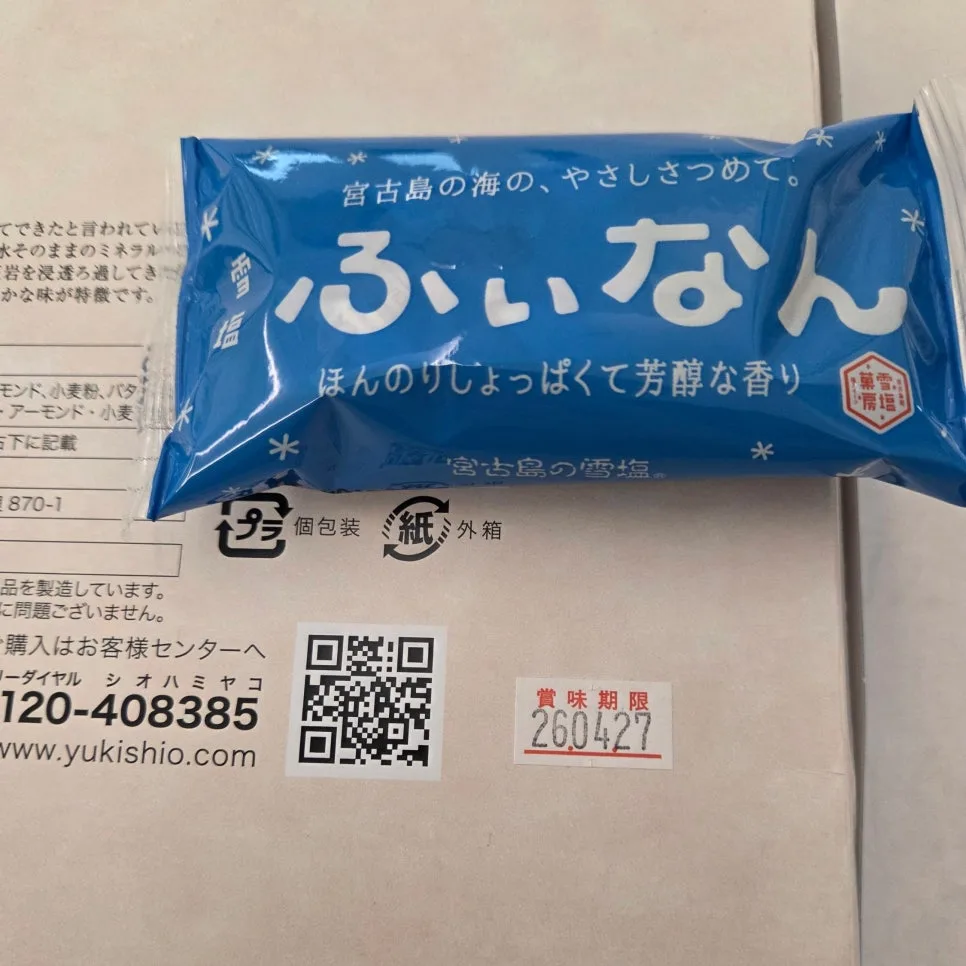 宮古島の海の、やさしさつめて。
雪塩
ふぃなん
ほんのりしょっぱくて芳醇な香り
雪塩
菓房
宮古島の雪塩
てできたと言われてい
水そのままのミネラル
岩を浸透ろ過してき
かな味が特徴です。
モンド、小麦粉、バタ
・アーモンド・小麦
右下に記載
870-1
プラ 個包装 紙 外箱
品を製造しています。
に問題ございません。
購入はお客様センターへ
リーダイヤル シオハミヤコ
120-408385
www.yukishio.com
賞味期限
26.04.27